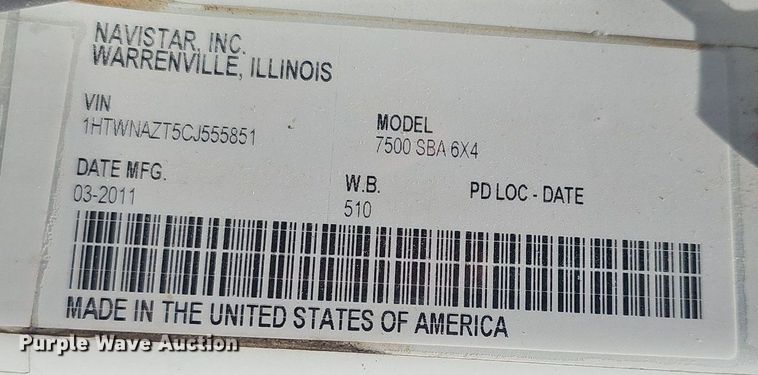 NAVISTAR, INC.
WARRENVILLE, ILLINOIS
VIN
1HTWNAZT5CJ555851
MODEL
7500 SBA 6X4
DATE MFG.
03-2011
W.B.
510
PD LOC - DATE
MADE IN THE UNITED STATES OF AMERICA
Purple Wave Auction